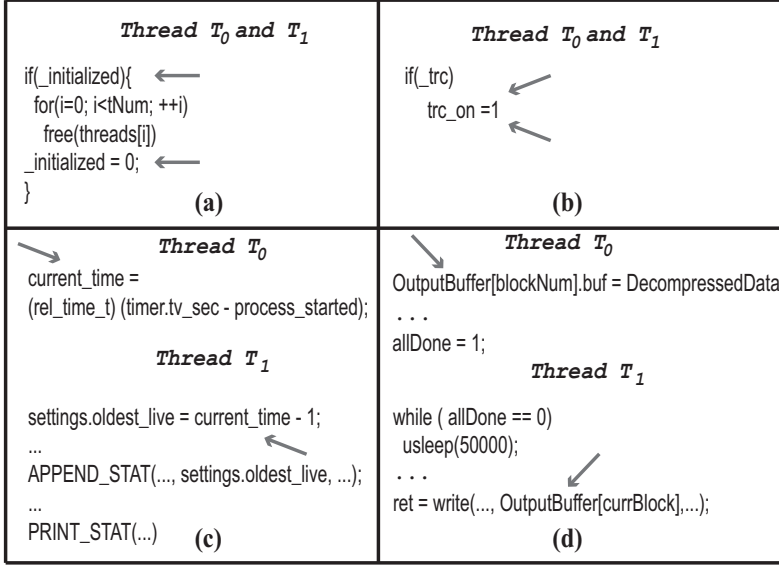 Thread T0 and T1
if(_initialized){
for(i=0; i<tNum; ++i)
free(threads[i])
_initialized = 0;
}
(a)
Thread T0 and T1
if(_trc)
trc_on =1
(b)
Thread T0
current_time =
(rel_time_t) (timer.tv_sec - process_started);
Thread T1
settings.oldest_live = current_time - 1;
...
APPEND_STAT(..., settings.oldest_live, ...);
...
PRINT_STAT(...)
(c)
Thread T0
OutputBuffer[blockNum].buf = DecompressedData
. . .
allDone = 1;
Thread T1
while ( allDone == 0)
usleep(50000);
. . .
ret = write(..., OutputBuffer[currBlock],...);
(d)